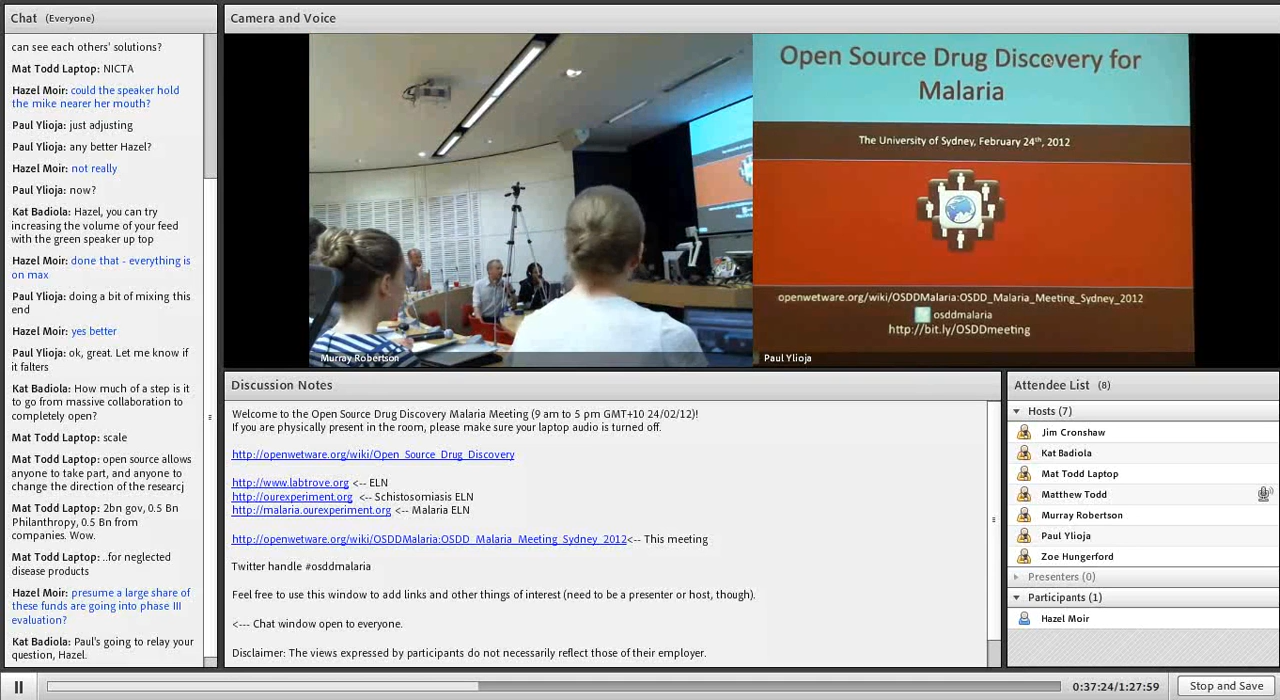 Chat (Everyone)
can see each others' solutions?
Mat Todd Laptop: NICTA
Hazel Moir: could the speaker hold
the mike nearer her mouth?
Paul Ylioja: just adjusting
Paul Ylioja: any better Hazel?
Hazel Moir: not really
Paul Ylioja: now?
Kat Badiola: Hazel, you can try
increasing the volume of your feed
with the green speaker up top
Hazel Moir: done that - everything is
on max
Paul Ylioja: doing a bit of mixing this
end
Hazel Moir: yes better
Paul Ylioja: ok, great. Let me know if
it falters
Kat Badiola: How much of a step is it
to go from massive collaboration to
completely open?
Mat Todd Laptop: scale
Mat Todd Laptop: open source allows
anyone to take part, and anyone to
change the direction of the researcj
Mat Todd Laptop: 2bn gov, 0.5 Bn
Philanthropy, 0.5 Bn from
companies. Wow.
Mat Todd Laptop: ..for neglected
disease products
Hazel Moir: presume a large share of
these funds are going into phase III
evaluation?
Kat Badiola: Paul's going to relay your
question, Hazel.
Camera and Voice
Murray Robertson
Open Source Drug Discovery for
Malaria
The University of Sydney, February 24th, 2012
openwetware.org/wiki/OSDDMalaria:OSDD_Malaria_Meeting_Sydney_2012
osddmalaria
http://bit.ly/OSDDmeeting
Paul Ylioja
Discussion Notes
Welcome to the Open Source Drug Discovery Malaria Meeting (9 am to 5 pm GMT+10 24/02/12)!
If you are physically present in the room, please make sure your laptop audio is turned off.
http://openwetware.org/wiki/Open_Source_Drug_Discovery
http://www.labtrove.org <-- ELN
http://ourexperiment.org <-- Schistosomiasis ELN
http://malaria.ourexperiment.org <-- Malaria ELN
http://openwetware.org/wiki/OSDDMalaria:OSDD_Malaria_Meeting_Sydney_2012<-- This meeting
Twitter handle #osddmalaria
Feel free to use this window to add links and other things of interest (need to be a presenter or host, though).
<--- Chat window open to everyone.
Disclaimer: The views expressed by participants do not necessarily reflect those of their employer.
Attendee List (8)
Hosts (7)
Jim Cronshaw
Kat Badiola
Mat Todd Laptop
Matthew Todd
Murray Robertson
Paul Ylioja
Zoe Hungerford
Presenters (0)
Participants (1)
Hazel Moir
0:37:24/1:27:59
Stop and Save